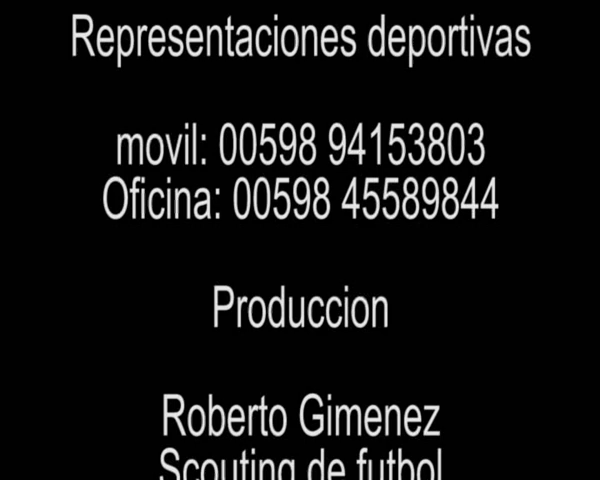 Representaciones deportivas
movil: 00598 94153803
Oficina: 00598 45589844
Produccion
Roberto Gimenez
Scouting de futbol